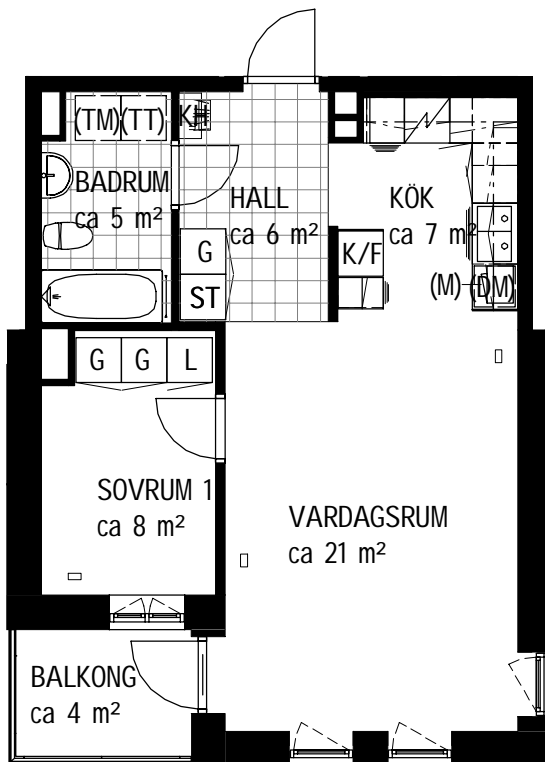 (TM) (TT)
KH
BADRUM
ca 5 m²
HALL
ca 6 m²
KÖK
ca 7 m²
G
ST
K/F
(M)
(DM)
G G L
SOVRUM 1
ca 8 m²
VARDAGSRUM
ca 21 m²
BALKONG
ca 4 m²